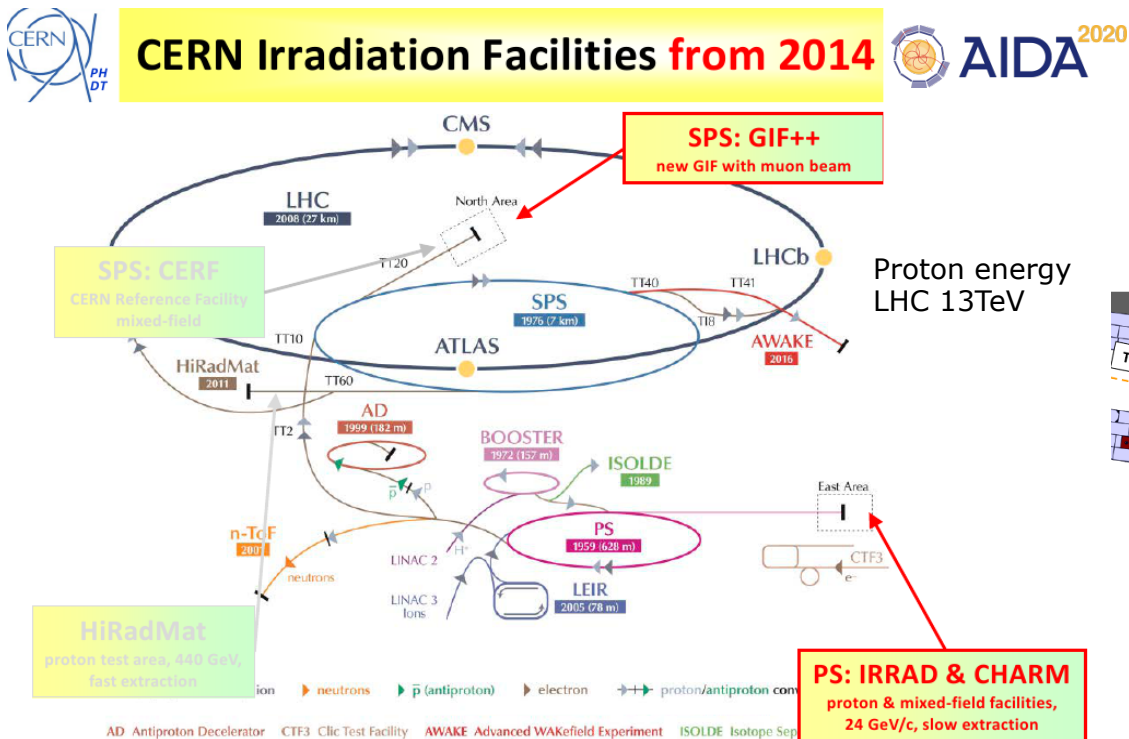 CERN
PH
DT
CERN Irradiation Facilities from 2014
AIDA 2020
CMS
SPS: GIF++
new GIF with muon beam
LHC
2008 (27 km)
North Area
TT20
LHCb
SPS: CERF
CERN Reference Facility
mixed-field
TT40
TT41
SPS
1976 (7 km)
TI8
Proton energy
LHC 13TeV
TT10
ATLAS
AWAKE
2016
HiRadMat
2011
TT60
TT2
AD
1999 (182 m)
BOOSTER
1972 (157 m)
ISOLDE
1989
p̅
p
East Area
n-ToF
neutrons
LINAC 2
H⁺
PS
1959 (628 m)
CTF3
e⁻
LINAC 3
Ions
LEIR
2005 (78 m)
HiRadMat
proton test area, 440 GeV,
fast extraction
neutrons
p̅ (antiproton)
electron
proton/antiproton
PS: IRRAD & CHARM
proton & mixed-field facilities,
24 GeV/c, slow extraction
AD Antiproton Decelerator CTF3 Clic Test Facility AWAKE Advanced WAKefield Experiment ISOLDE Isotope